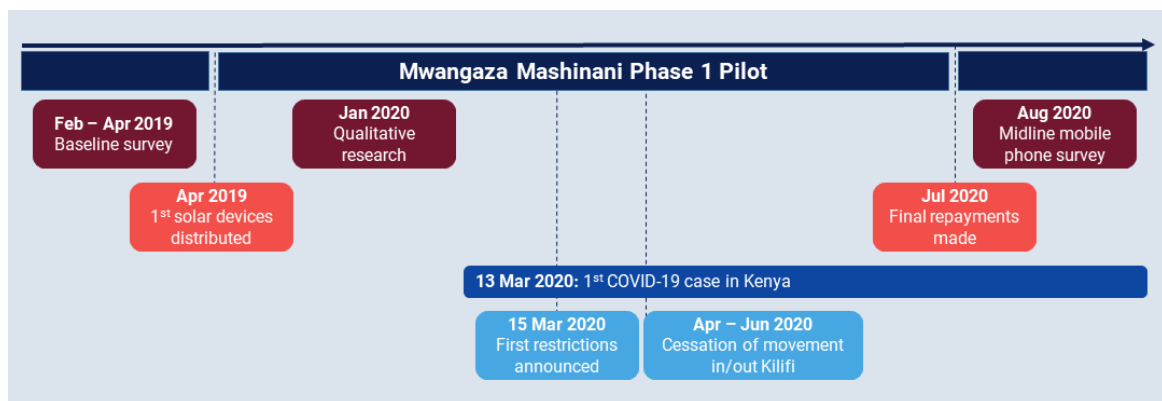 Mwangaza Mashinani Phase 1 Pilot
Feb – Apr 2019
Baseline survey
Jan 2020
Qualitative
research
Aug 2020
Midline mobile
phone survey
Apr 2019
1st solar devices
distributed
Jul 2020
Final repayments
made
13 Mar 2020: 1st COVID-19 case in Kenya
15 Mar 2020
First restrictions
announced
Apr – Jun 2020
Cessation of movement
in/out Kilifi